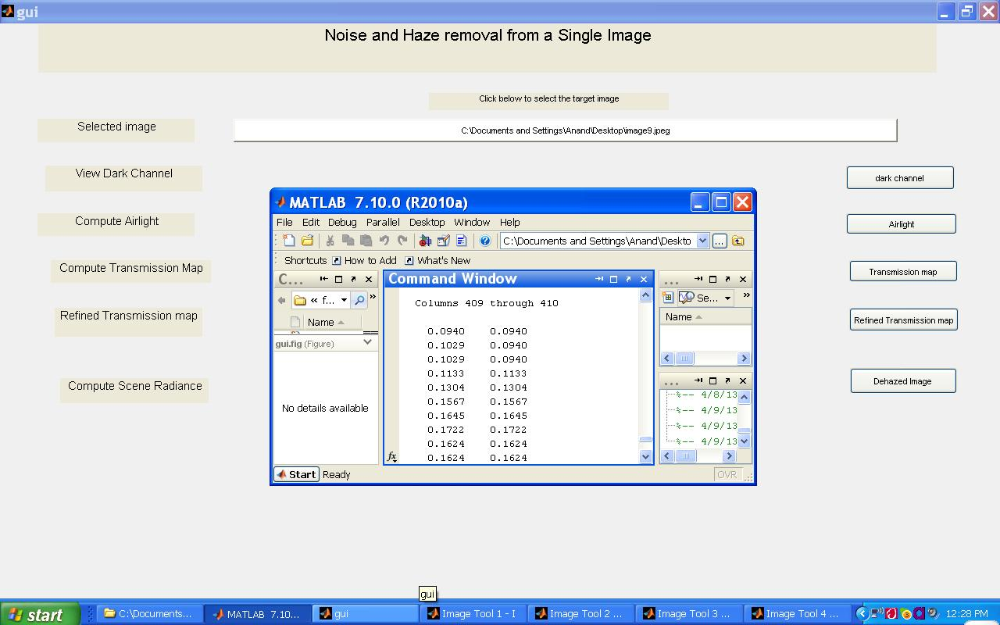 gui
Noise and Haze removal from a Single Image
Click below to select the target image
Selected image
C:\Documents and Settings\Anand\Desktop\image9.jpeg
View Dark Channel
dark channel
Compute Airlight
Airlight
Compute Transmission Map
Transmission map
Refined Transmission map
Refined Transmission map
Compute Scene Radiance
Dehazed Image
MATLAB 7.10.0 (R2010a)
File Edit Debug Parallel Desktop Window Help
C:\Documents and Settings\Anand\Deskto
...
Shortcuts How to Add What's New
C...
« f...
Name
gui.fig (Figure)
No details available
Command Window
Columns 409 through 410
0.0940 0.0940
0.1029 0.0940
0.1029 0.0940
0.1133 0.1133
0.1304 0.1304
0.1567 0.1567
0.1645 0.1645
0.1722 0.1722
0.1624 0.1624
0.1624 0.1624
fx
...
Se...
»
Name
...
%-- 4/8/13
%-- 4/9/13
%-- 4/9/13
%-- 4/9/13
Start Ready
OVR
gui
start
C:\Documents...
MATLAB 7.10...
gui
Image Tool 1 - I
Image Tool 2 ...
Image Tool 3 ...
Image Tool 4 ...
12:28 PM